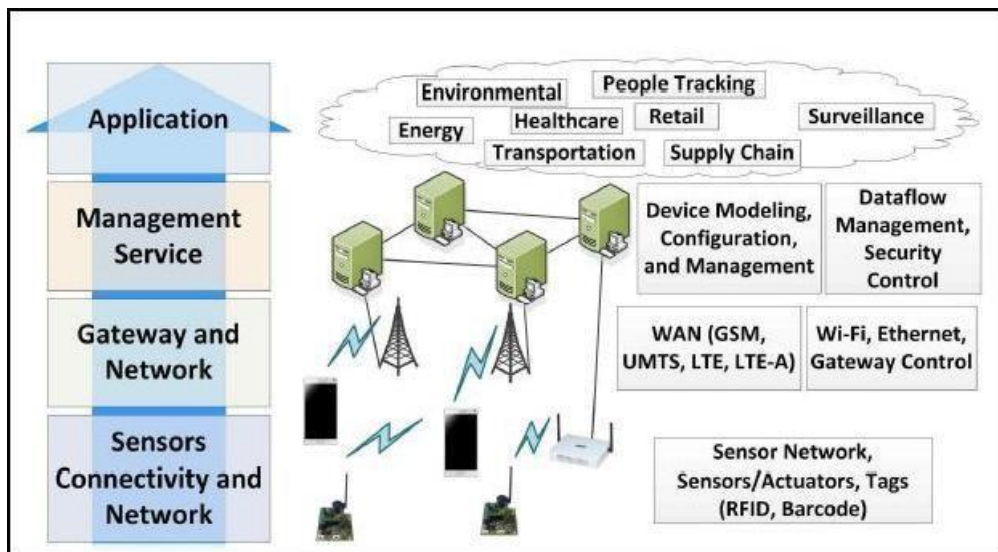 Application
Environmental
People Tracking
Energy
Healthcare
Retail
Surveillance
Transportation
Supply Chain
Management
Service
Device Modeling,
Configuration,
and Management
Dataflow
Management,
Security
Control
Gateway and
Network
WAN (GSM,
UMTS, LTE, LTE-A)
Wi-Fi, Ethernet,
Gateway Control
Sensors
Connectivity and
Network
Sensor Network,
Sensors/Actuators, Tags
(RFID, Barcode)